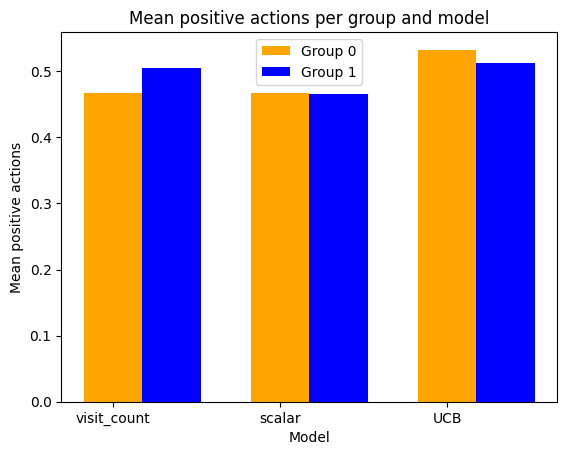 Mean positive actions per group and model
Group 0
Group 1
Mean positive actions
0.5
0.4
0.3
0.2
0.1
0.0
visit_count scalar UCB
Model